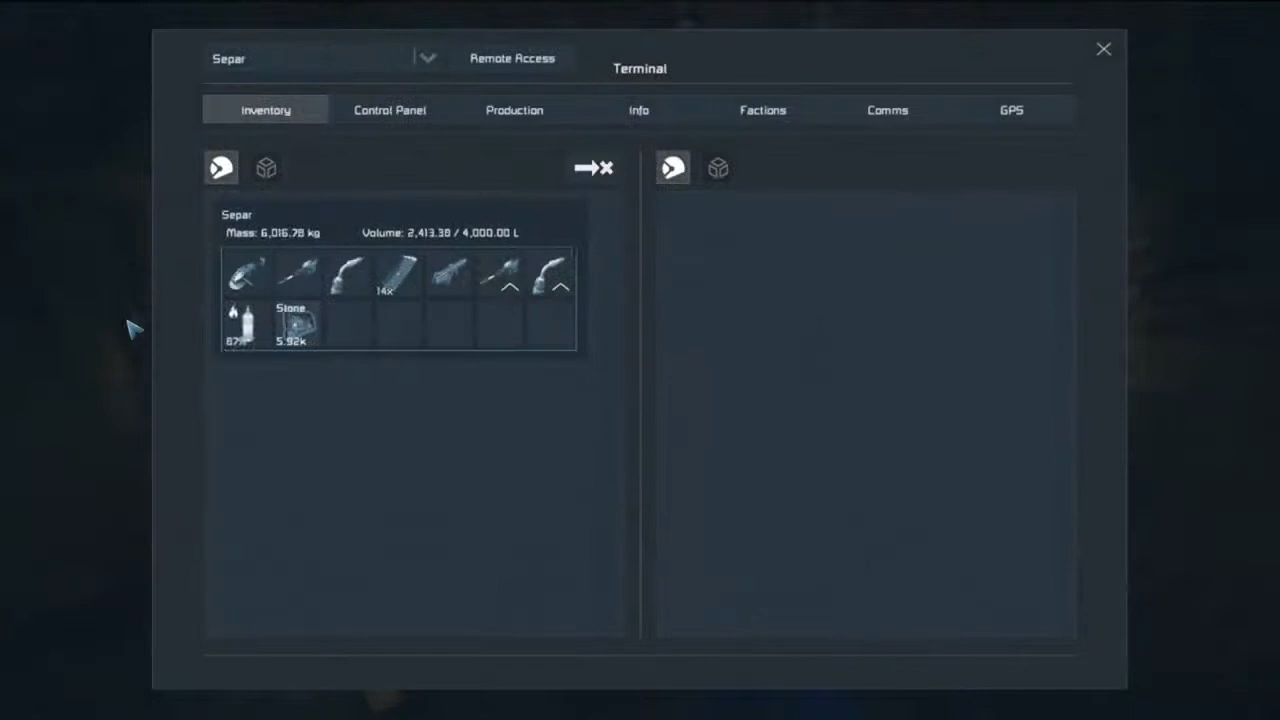 Separ
Remote Access
Terminal
Inventory
Control Panel
Production
Info
Factions
Comms
GPS
Separ
Mass: 6,016.78 kg
Volume: 2,413.38 / 4,000.00 L
14x
Stone
87%
5.92k